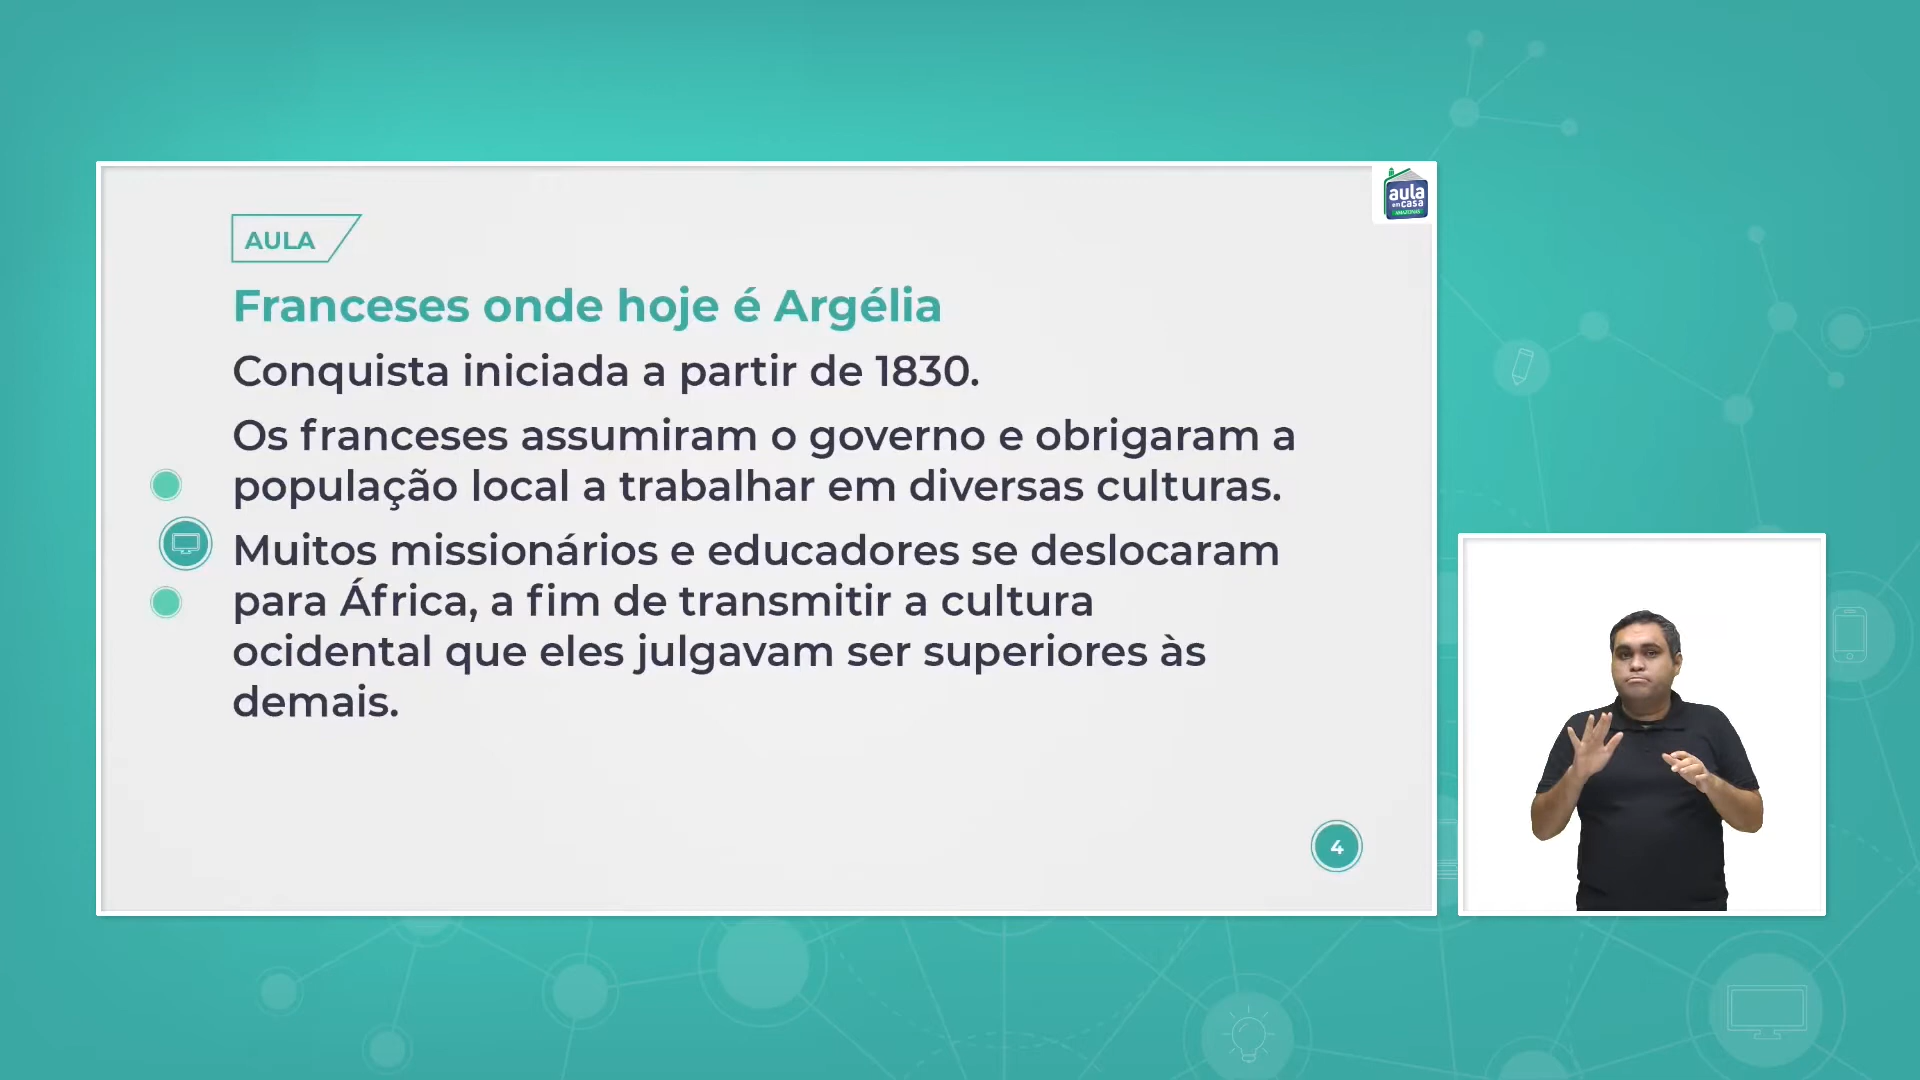 aula
em casa
AMAZONAS
AULA
Franceses onde hoje é Argélia
Conquista iniciada a partir de 1830.
Os franceses assumiram o governo e obrigaram a
população local a trabalhar em diversas culturas.
Muitos missionários e educadores se deslocaram
para África, a fim de transmitir a cultura
ocidental que eles julgavam ser superiores às
demais.
4